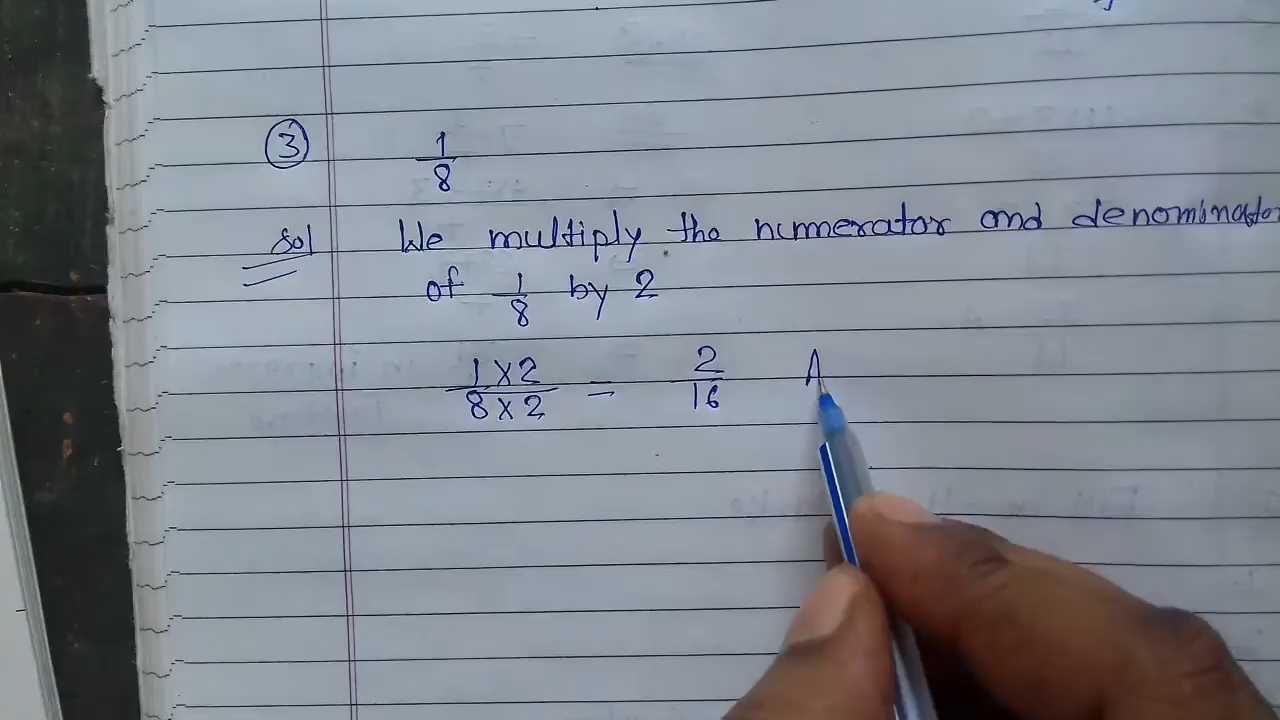 3 1/8
Sol We multiply the numerator and denominator
of 1/8 by 2
1 X 2 / 8 X 2 — 2/16 A